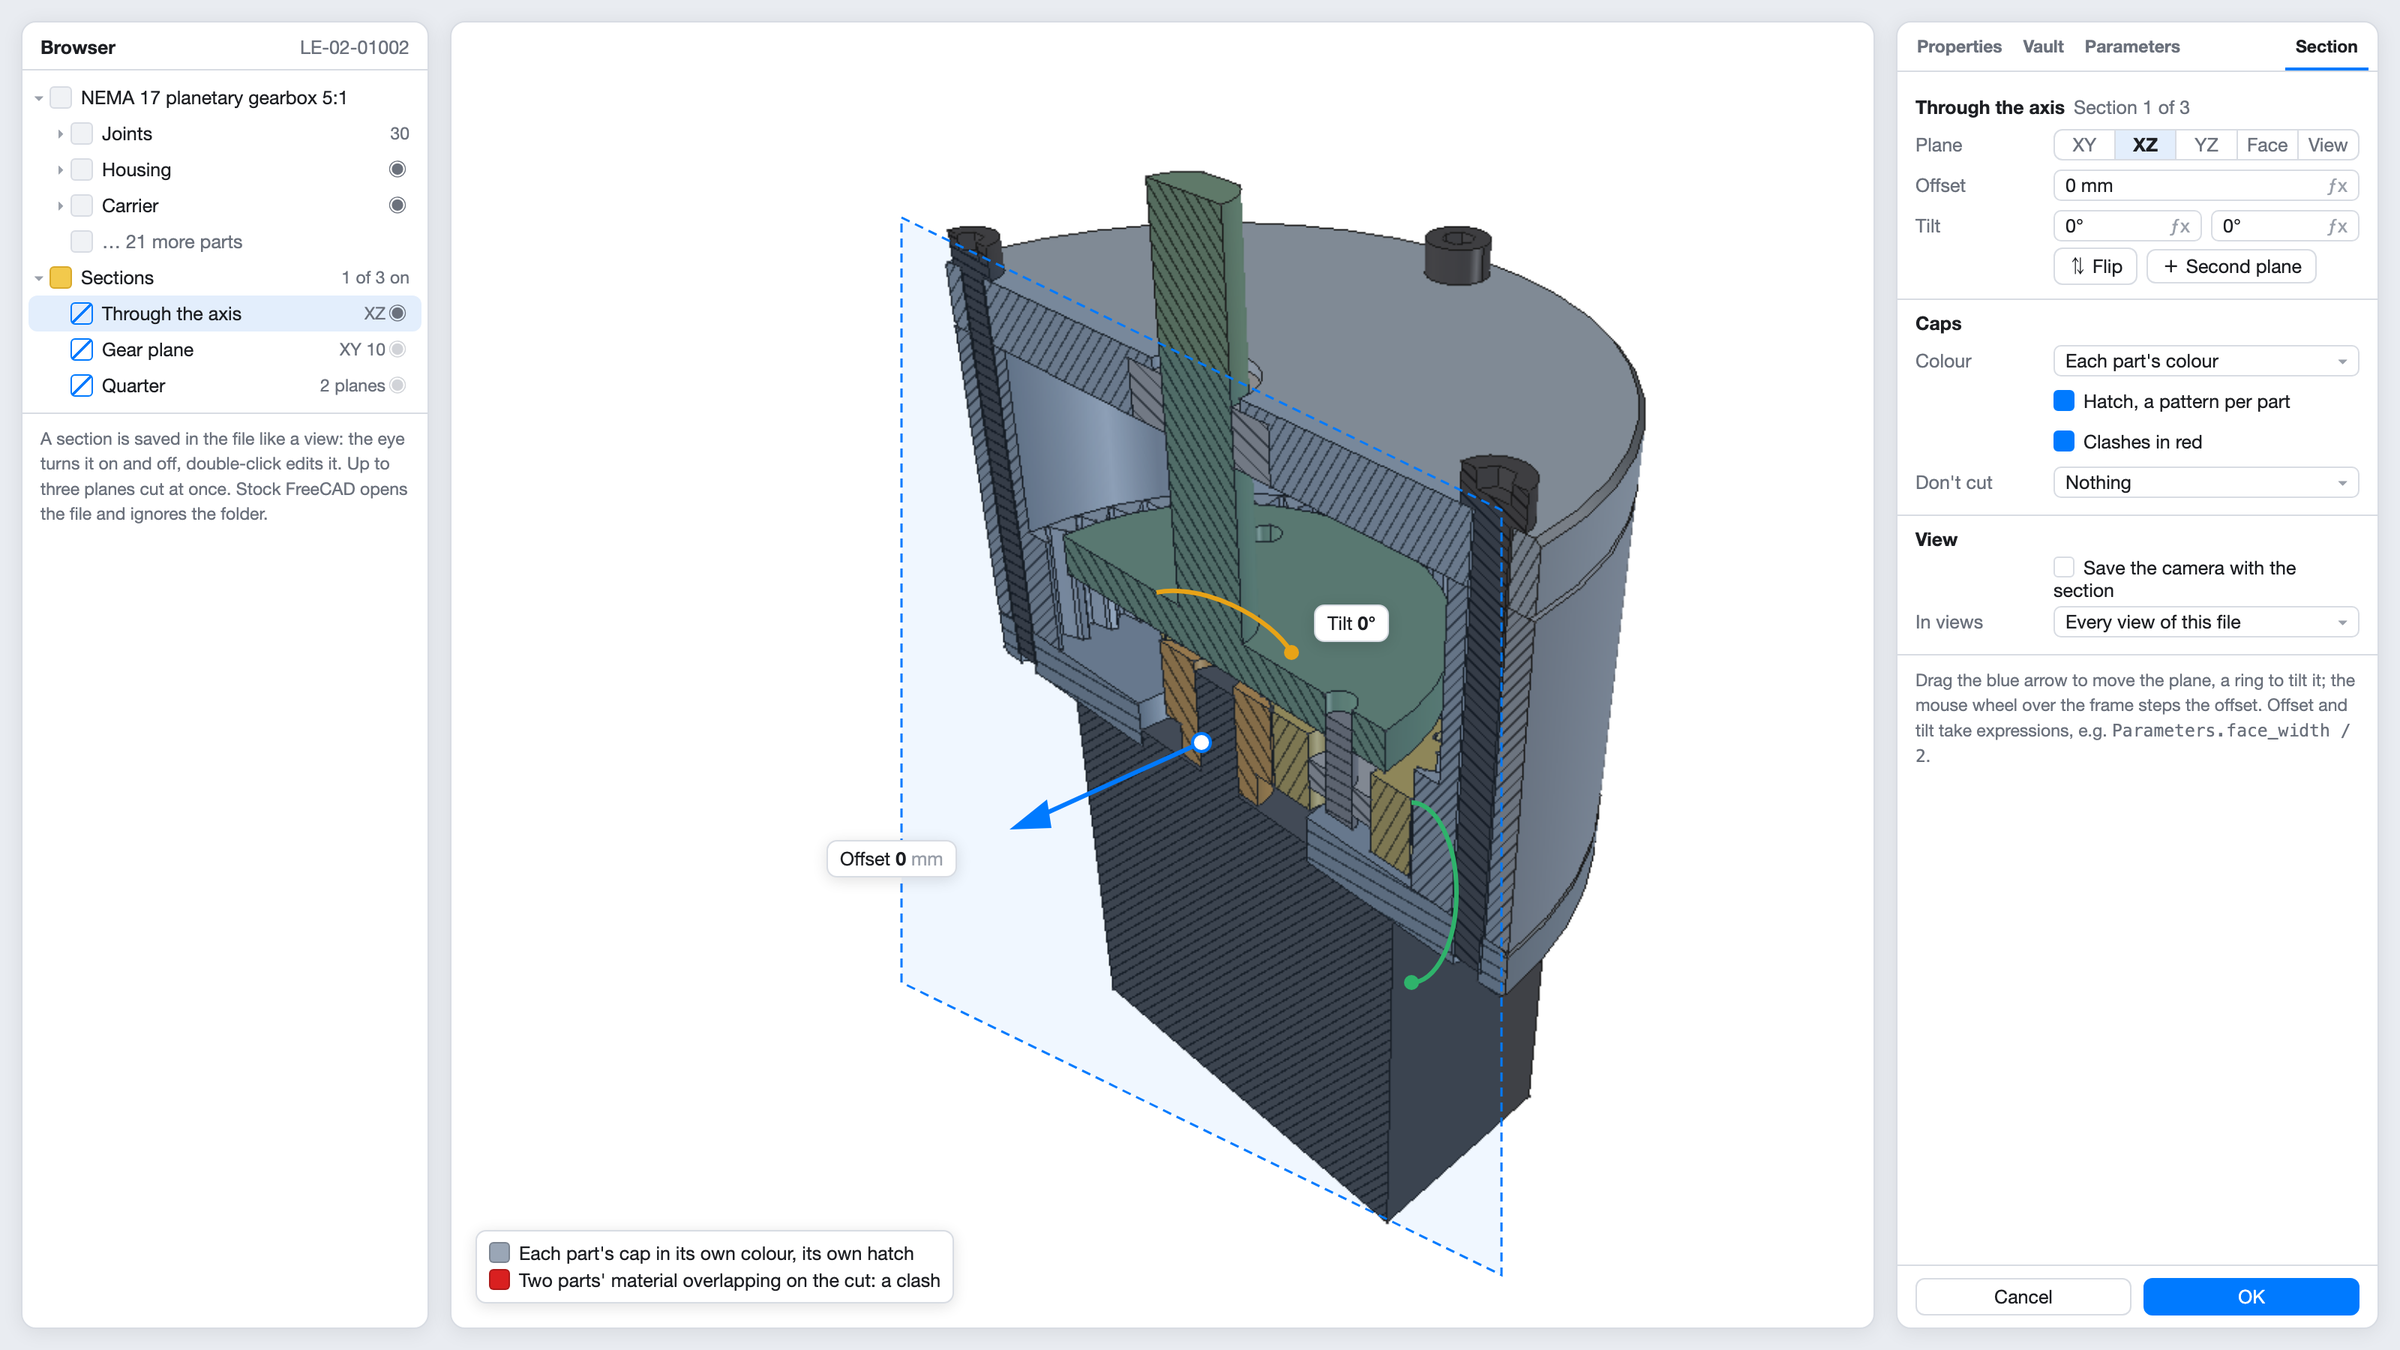 Browser LE-02-01002
NEMA 17 planetary gearbox 5:1
Joints 30
Housing
Carrier
... 21 more parts
Sections 1 of 3 on
Through the axis XZ
Gear plane XY 10
Quarter 2 planes
A section is saved in the file like a view: the eye
turns it on and off, double-click edits it. Up to
three planes cut at once. Stock FreeCAD opens
the file and ignores the folder.
Tilt 0°
Offset 0 mm
Each part's cap in its own colour, its own hatch
Two parts' material overlapping on the cut: a clash
Properties Vault Parameters Section
Through the axis Section 1 of 3
Plane XY XZ YZ Face View
Offset 0 mm ƒx
Tilt 0° ƒx 0° ƒx
⇅ Flip + Second plane
Caps
Colour Each part's colour
Hatch, a pattern per part
Clashes in red
Don't cut Nothing
View
Save the camera with the
section
In views Every view of this file
Drag the blue arrow to move the plane, a ring to tilt it; the
mouse wheel over the frame steps the offset. Offset and
tilt take expressions, e.g. Parameters.face_width /
2.
Cancel OK